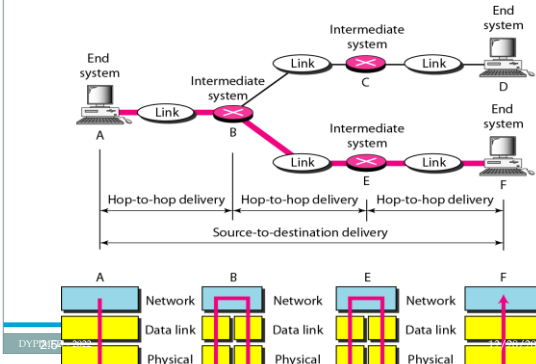 Intermediate
system
End
system
Link
Link
C
D
End
system
A
Link
Intermediate
system
B
End
system
Intermediate
system
Link
Link
E
F
Hop-to-hop delivery
Hop-to-hop delivery
Hop-to-hop delivery
Source-to-destination delivery
A B E F
Network Network Network
Data link Data link Data link
Physical Physical Physical